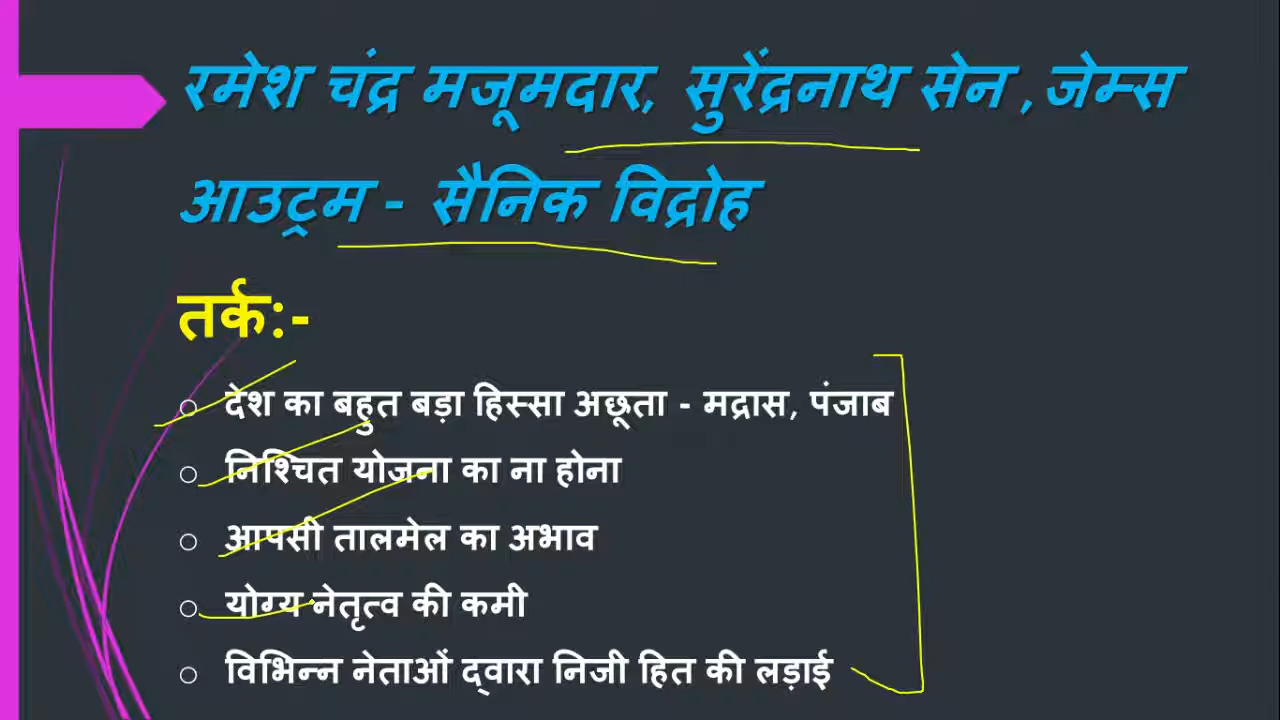 रमेश चंद्र मजूमदार, सुरेंद्रनाथ सेन ,जेम्स
आउट्रम - सैनिक विद्रोह
तर्क:-
देश का बहुत बड़ा हिस्सा अछूता - मद्रास, पंजाब
निश्चित योजना का ना होना
आपसी तालमेल का अभाव
योग्य नेतृत्व की कमी
विभिन्न नेताओं द्वारा निजी हित की लड़ाई